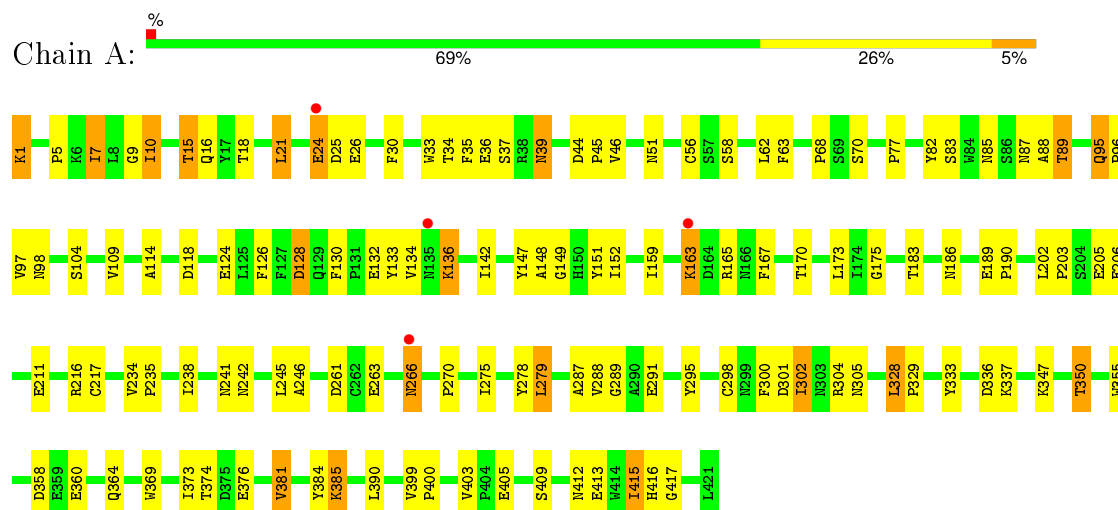 %
Chain A:
69% 26% 5%
K1 P5 K6 I7 L8 G9 I10 T15 Q16 Y17 T18 L21 E24 D25 E26 F30 W33 T34 F35 E36 S37 R38 N39 D44 P45 V46 N51 C56 S57 S58 L62 F63 P68 S69 S70 P77 Y82 S83 W84 N85 S86 N87 A88 T89 Q95 P96
V97 N98 S104 V109 A114 D118 E124 L125 F126 F127 D128 Q129 F130 P131 E132 Y133 V134 N135 K136 I142 Y147 A148 G149 H150 Y151 I152 I159 K163 D164 R165 N166 F167 T170 L173 I174 G175 T183 N186 E189 P190 L202 P203 S204 E205
E211 R216 C217 V234 P235 I238 N241 N242 L245 A246 D261 C262 E263 N266 P270 I275 Y278 L279 A287 V288 G289 A290 E291 Y295 C298 N299 F300 D301 I302 N303 R304 N305 L328 P329 Y333 D336 K337 K347 T350
D358 E359 E360 Q364 W369 I373 T374 D375 E376 V381 Y384 K385 L390 V399 P400 V403 P404 E405 S409 N412 E413 W414 I415 H416 G417 L421